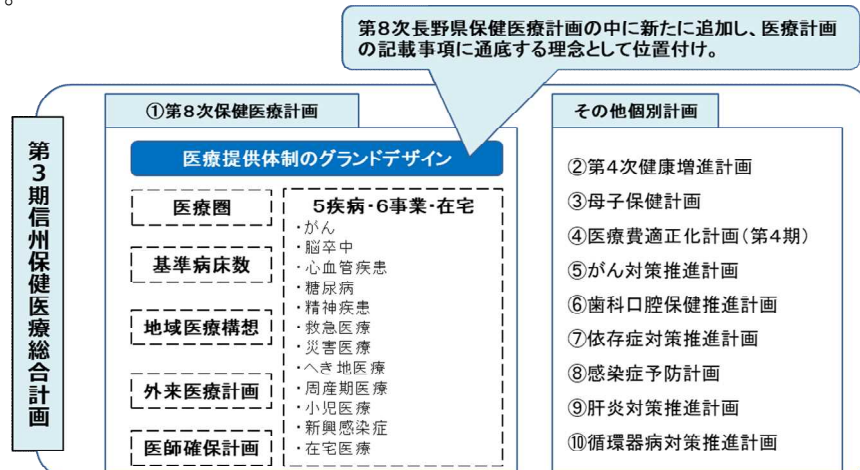 。
第8次長野県保健医療計画の中に新たに追加し、医療計画
の記載事項に通底する理念として位置付け。
第3期信州保健医療総合計画
①第8次保健医療計画
医療提供体制のグランドデザイン
医療圏
基準病床数
地域医療構想
外来医療計画
医師確保計画
5疾病・6事業・在宅
・がん
・脳卒中
・心血管疾患
・糖尿病
・精神疾患
・救急医療
・災害医療
・へき地医療
・周産期医療
・小児医療
・新興感染症
・在宅医療
その他個別計画
②第4次健康増進計画
③母子保健計画
④医療費適正化計画(第4期)
⑤がん対策推進計画
⑥歯科口腔保健推進計画
⑦依存症対策推進計画
⑧感染症予防計画
⑨肝炎対策推進計画
⑩循環器病対策推進計画